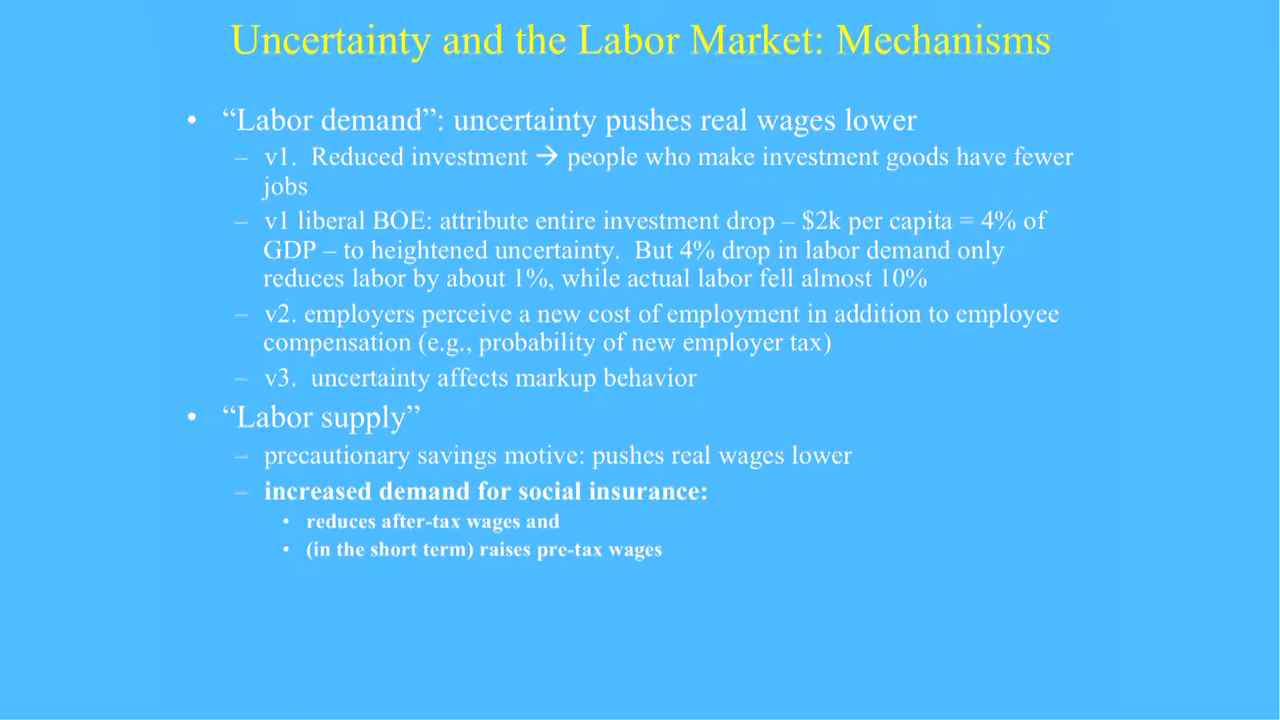 Uncertainty and the Labor Market: Mechanisms
• “Labor demand”: uncertainty pushes real wages lower
– v1. Reduced investment → people who make investment goods have fewer
jobs
– v1 liberal BOE: attribute entire investment drop – $2k per capita = 4% of
GDP – to heightened uncertainty. But 4% drop in labor demand only
reduces labor by about 1%, while actual labor fell almost 10%
– v2. employers perceive a new cost of employment in addition to employee
compensation (e.g., probability of new employer tax)
– v3. uncertainty affects markup behavior
• “Labor supply”
– precautionary savings motive: pushes real wages lower
– increased demand for social insurance:
• reduces after-tax wages and
• (in the short term) raises pre-tax wages